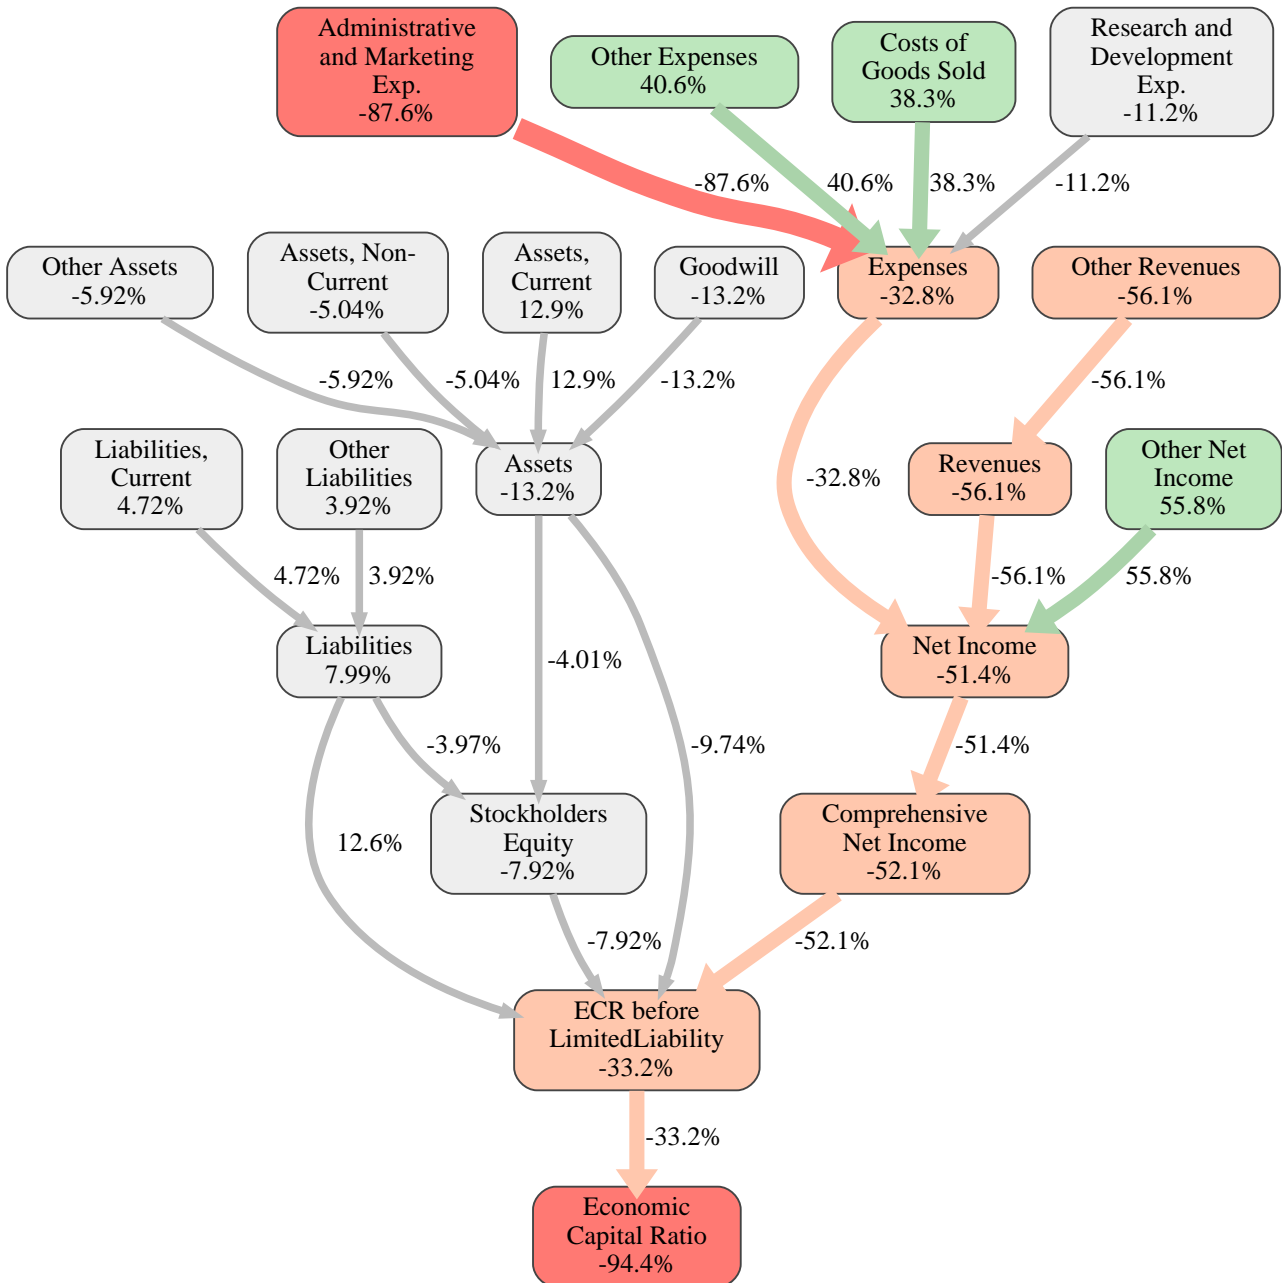 Administrative
and Marketing
Exp.
-87.6%
Other Expenses
40.6%
Costs of
Goods Sold
38.3%
Research and
Development
Exp.
-11.2%
-87.6%
40.6%
38.3%
-11.2%
Other Assets
-5.92%
Assets, Non-
Current
-5.04%
Assets,
Current
12.9%
Goodwill
-13.2%
Expenses
-32.8%
Other Revenues
-56.1%
-5.92%
-5.04%
12.9%
-13.2%
-56.1%
Liabilities,
Current
4.72%
Other
Liabilities
3.92%
Assets
-13.2%
-32.8%
Revenues
-56.1%
Other Net
Income
55.8%
4.72%
3.92%
-56.1%
55.8%
Liabilities
7.99%
-4.01%
Net Income
-51.4%
-3.97%
-9.74%
-51.4%
12.6%
Stockholders
Equity
-7.92%
Comprehensive
Net Income
-52.1%
-7.92%
-52.1%
ECR before
LimitedLiability
-33.2%
-33.2%
Economic
Capital Ratio
-94.4%